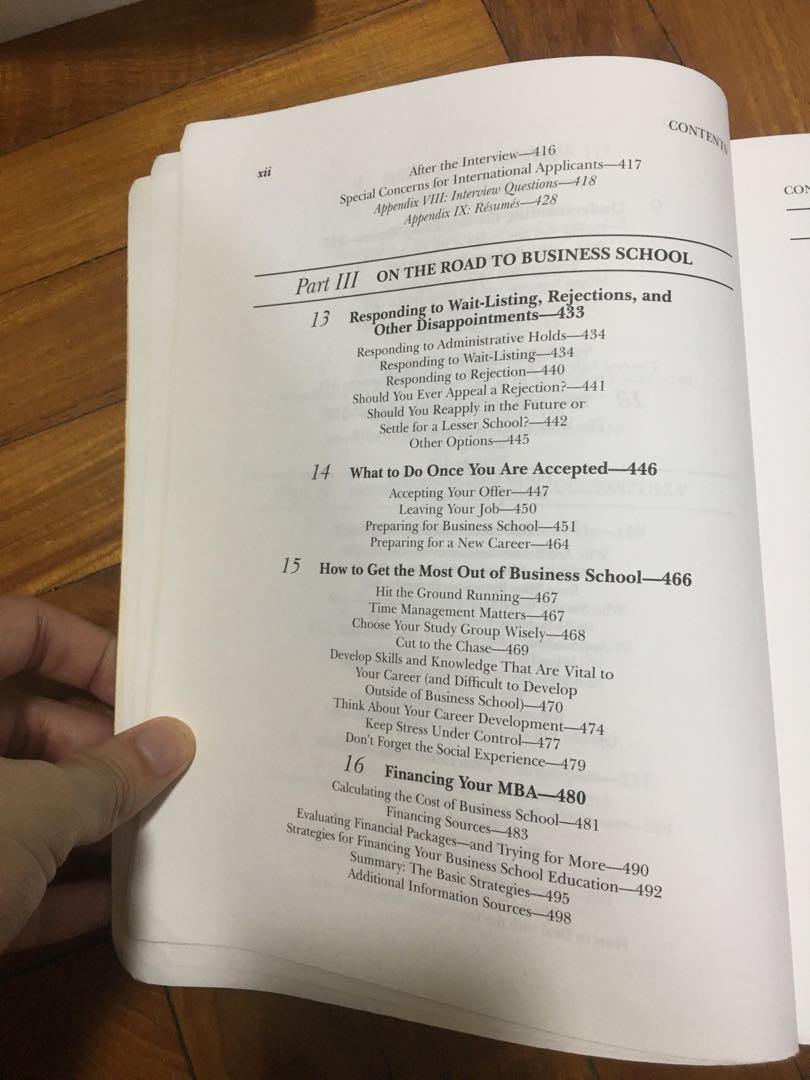 xii
CONTENTS
After the Interview—416
Special Concerns for International Applicants—417
Appendix VIII: Interview Questions—418
Appendix IX: Résumés—428
Part III ON THE ROAD TO BUSINESS SCHOOL
13 Responding to Wait-Listing, Rejections, and
Other Disappointments—433
Responding to Administrative Holds—434
Responding to Wait-Listing—434
Responding to Rejection—440
Should You Ever Appeal a Rejection?—441
Should You Reapply in the Future or
Settle for a Lesser School?—442
Other Options—445
14 What to Do Once You Are Accepted—446
Accepting Your Offer—447
Leaving Your Job—450
Preparing for Business School—451
Preparing for a New Career—464
15 How to Get the Most Out of Business School—466
Hit the Ground Running—467
Time Management Matters—467
Choose Your Study Group Wisely—468
Cut to the Chase—469
Develop Skills and Knowledge That Are Vital to
Your Career (and Difficult to Develop
Outside of Business School)—470
Think About Your Career Development—474
Keep Stress Under Control—477
Don't Forget the Social Experience—479
16 Financing Your MBA—480
Calculating the Cost of Business School—481
Financing Sources—483
Evaluating Financial Packages—and Trying for More—490
Strategies for Financing Your Business School Education—492
Summary: The Basic Strategies—495
Additional Information Sources—498
CON